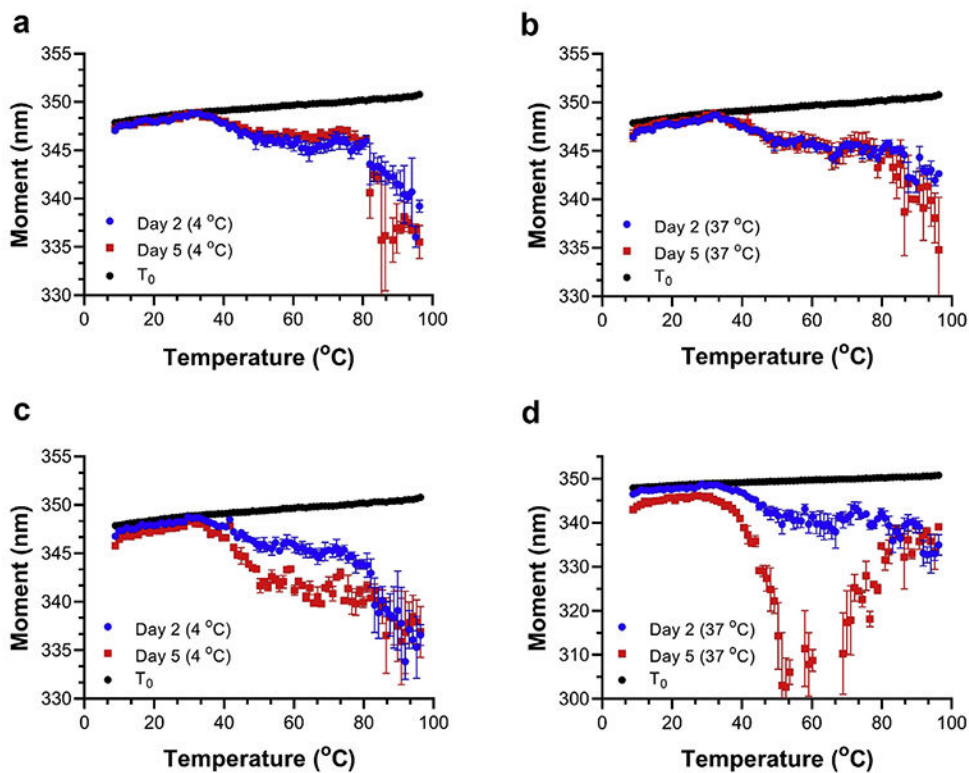 a
355
350
345
340
335
330
Moment (nm)
Day 2 (4 °C)
Day 5 (4 °C)
T0
0 20 40 60 80 100
Temperature (°C)
b
355
350
345
340
335
330
Moment (nm)
Day 2 (37 °C)
Day 5 (37 °C)
T0
0 20 40 60 80 100
Temperature (°C)
c
355
350
345
340
335
330
Moment (nm)
Day 2 (4 °C)
Day 5 (4 °C)
T0
0 20 40 60 80 100
Temperature (°C)
d
350
340
330
320
310
300
Moment (nm)
Day 2 (37 °C)
Day 5 (37 °C)
T0
0 20 40 60 80 100
Temperature (°C)